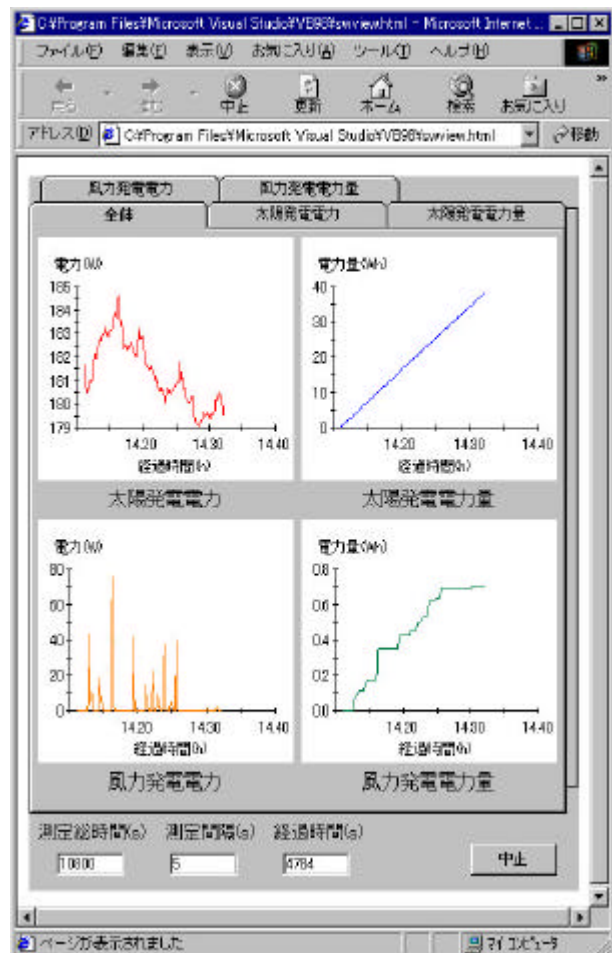 C:¥Program Files¥Microsoft Visual Studio¥VB98¥swview.html - Microsoft Internet ...
ファイル(F) 編集(E) 表示(V) お気に入り(A) ツール(T) ヘルプ(H)
戻る 進む 中止 更新 ホーム 検索 お気に入り
アドレス(D) C:¥Program Files¥Microsoft Visual Studio¥VB98¥swview.html 移動
風力発電電力 風力発電電力量
全体 太陽発電電力 太陽発電電力量
電力(W) 電力量(Wh)
185 40
184
183 30
182 20
181
180 10
179 0
14.20 14.30 14.40 14.20 14.30 14.40
経過時間(h) 経過時間(h)
太陽発電電力 太陽発電電力量
電力(W) 電力量(Wh)
80 0.8
60 0.6
40 0.4
20 0.2
0 0.0
14.20 14.30 14.40 14.20 14.30 14.40
経過時間(h) 経過時間(h)
風力発電電力 風力発電電力量
測定総時間(s) 測定間隔(s) 経過時間(s)
10800 5 4784 中止
ページが表示されました マイ コンピュータ